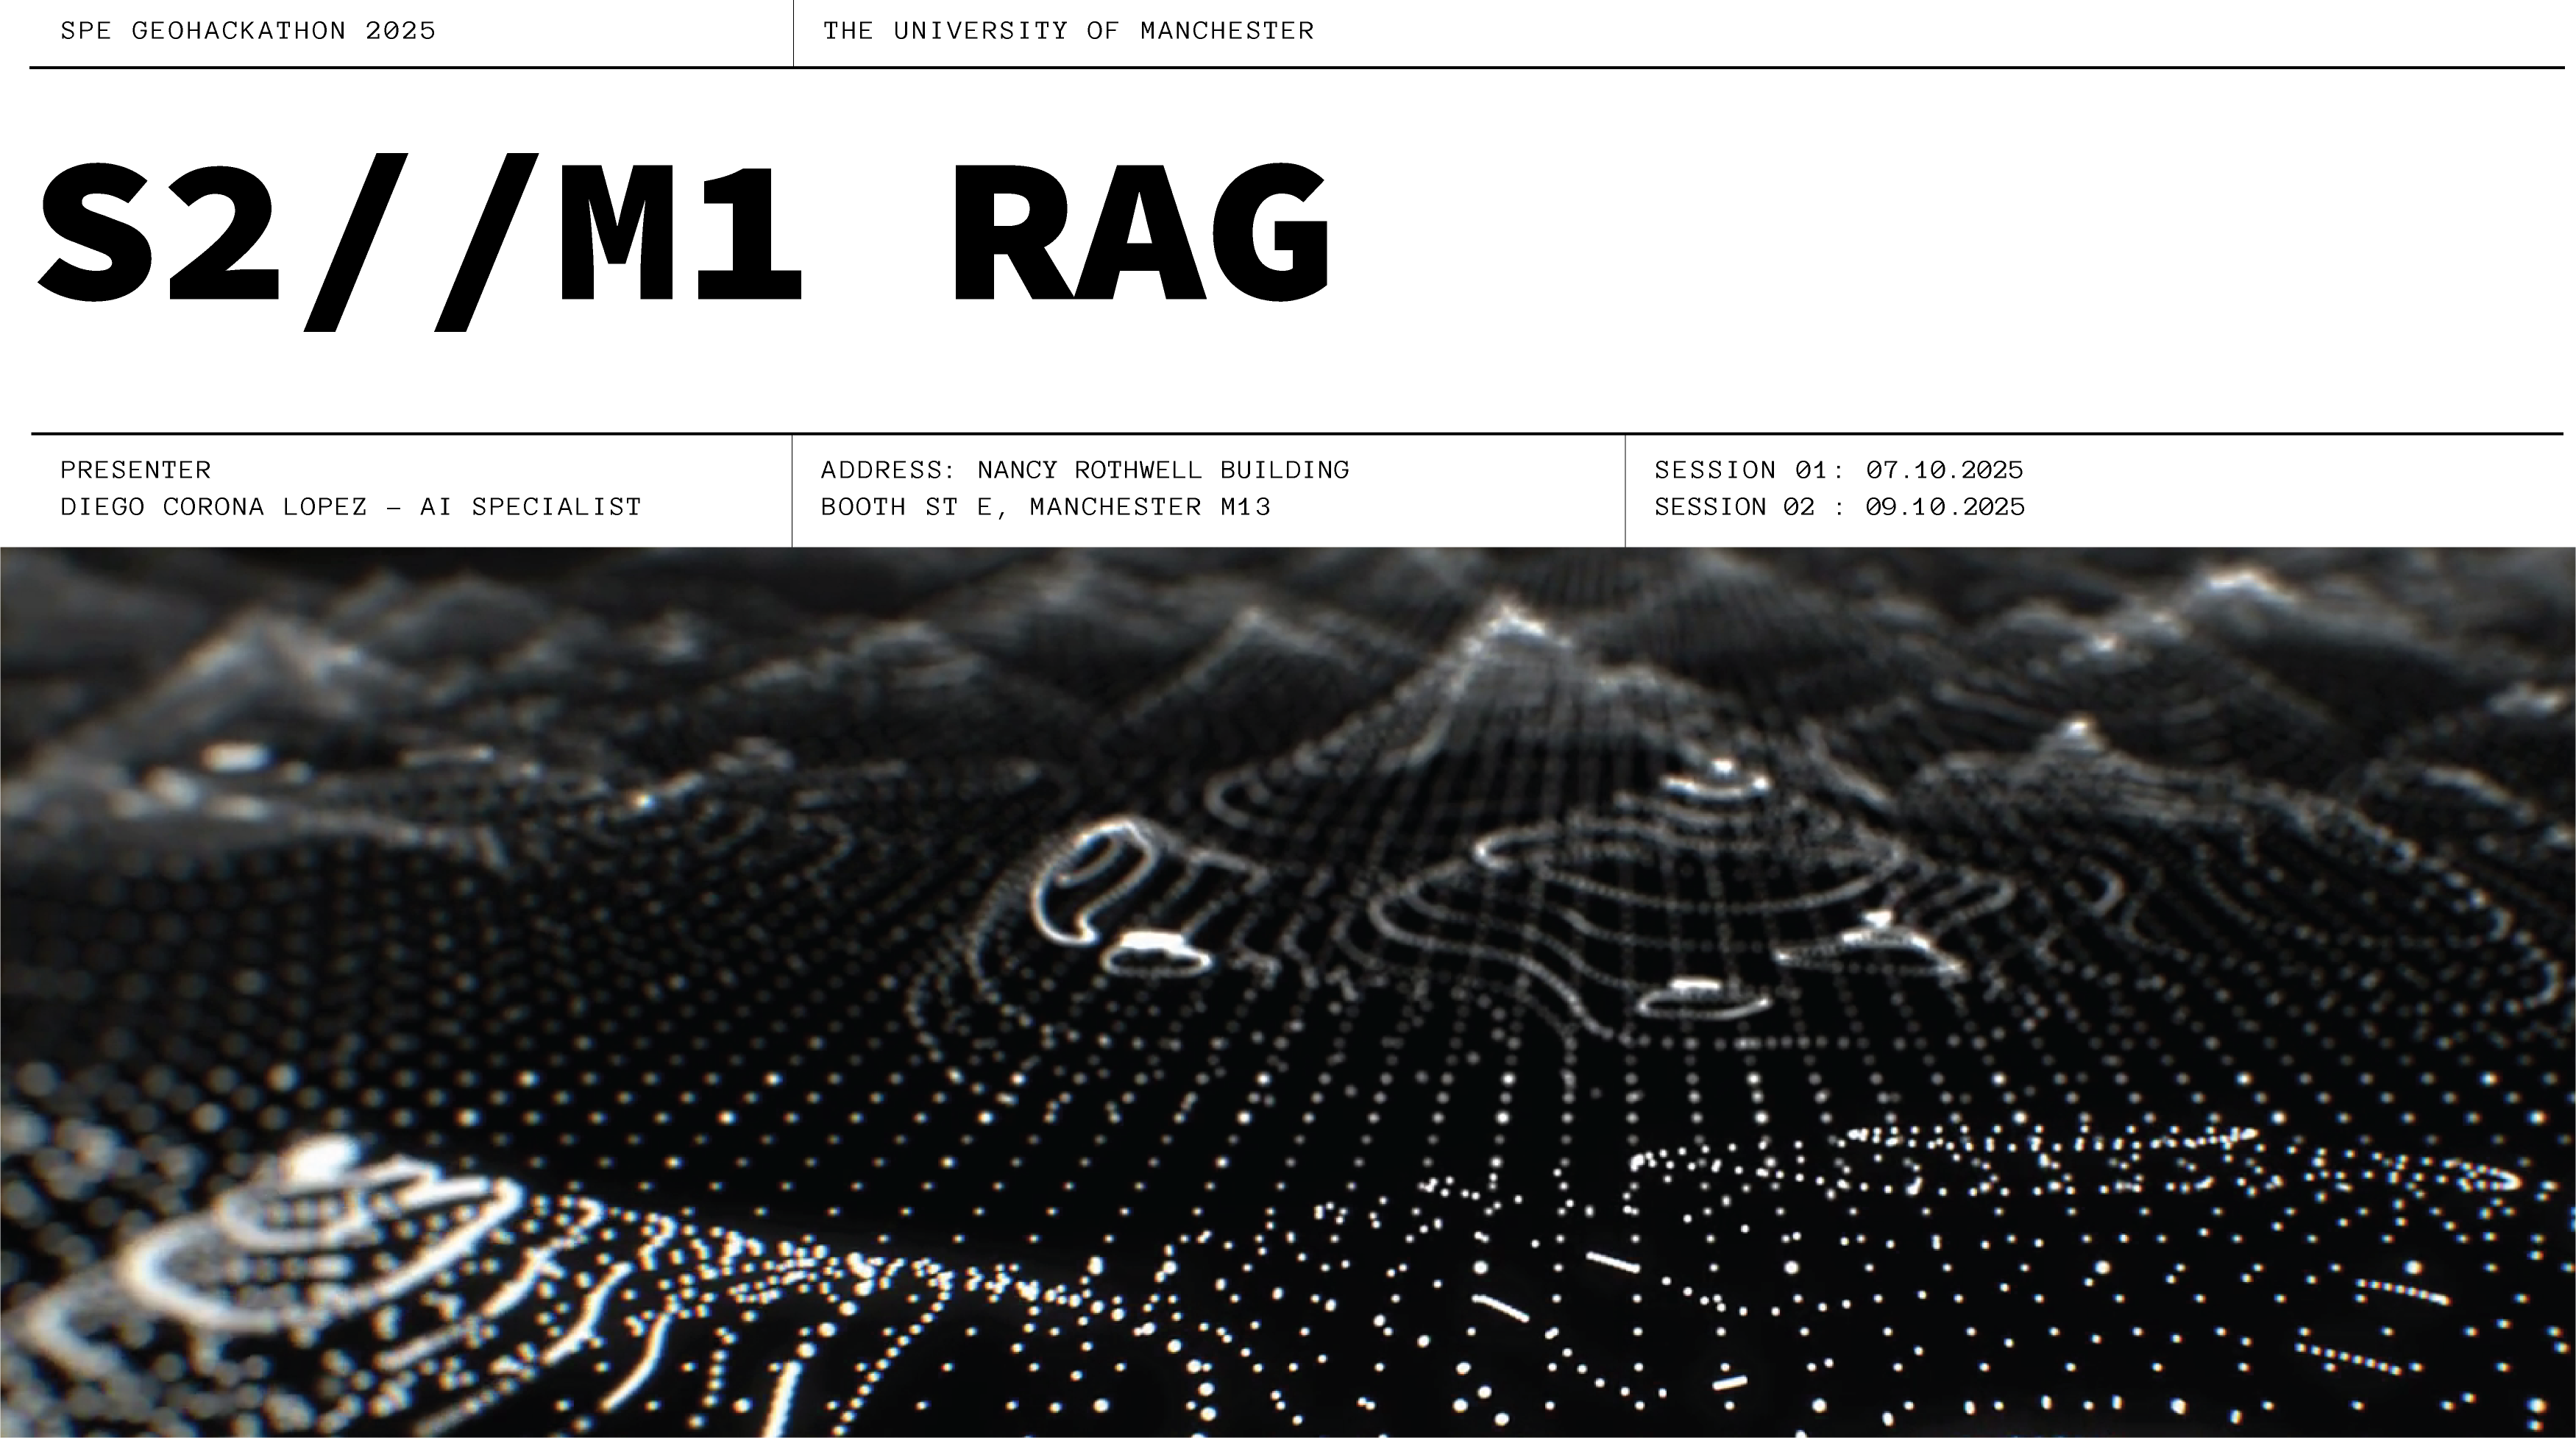 SPE GEOHACKATHON 2025
THE UNIVERSITY OF MANCHESTER
S2//M1 RAG
PRESENTER
DIEGO CORONA LOPEZ – AI SPECIALIST
ADDRESS: NANCY ROTHWELL BUILDING
BOOTH ST E, MANCHESTER M13
SESSION 01: 07.10.2025
SESSION 02 : 09.10.2025